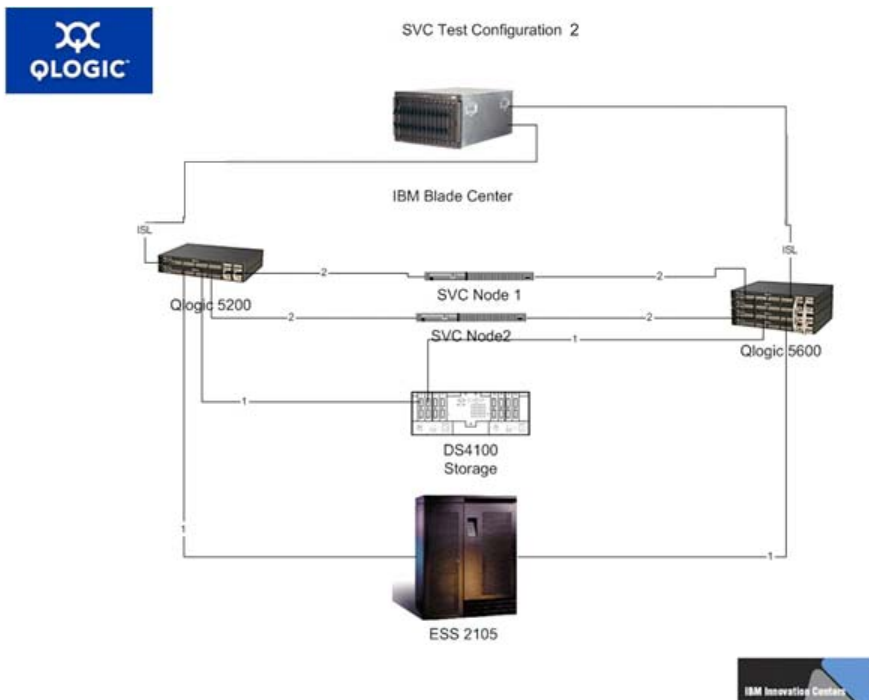 QLOGIC
SVC Test Configuration 2
IBM Blade Center
ISL
ISL
2
SVC Node 1
2
Qlogic 5200
2
SVC Node2
2
1
Qlogic 5600
1
DS4100
Storage
1
1
ESS 2105
IBM Innovation Centers